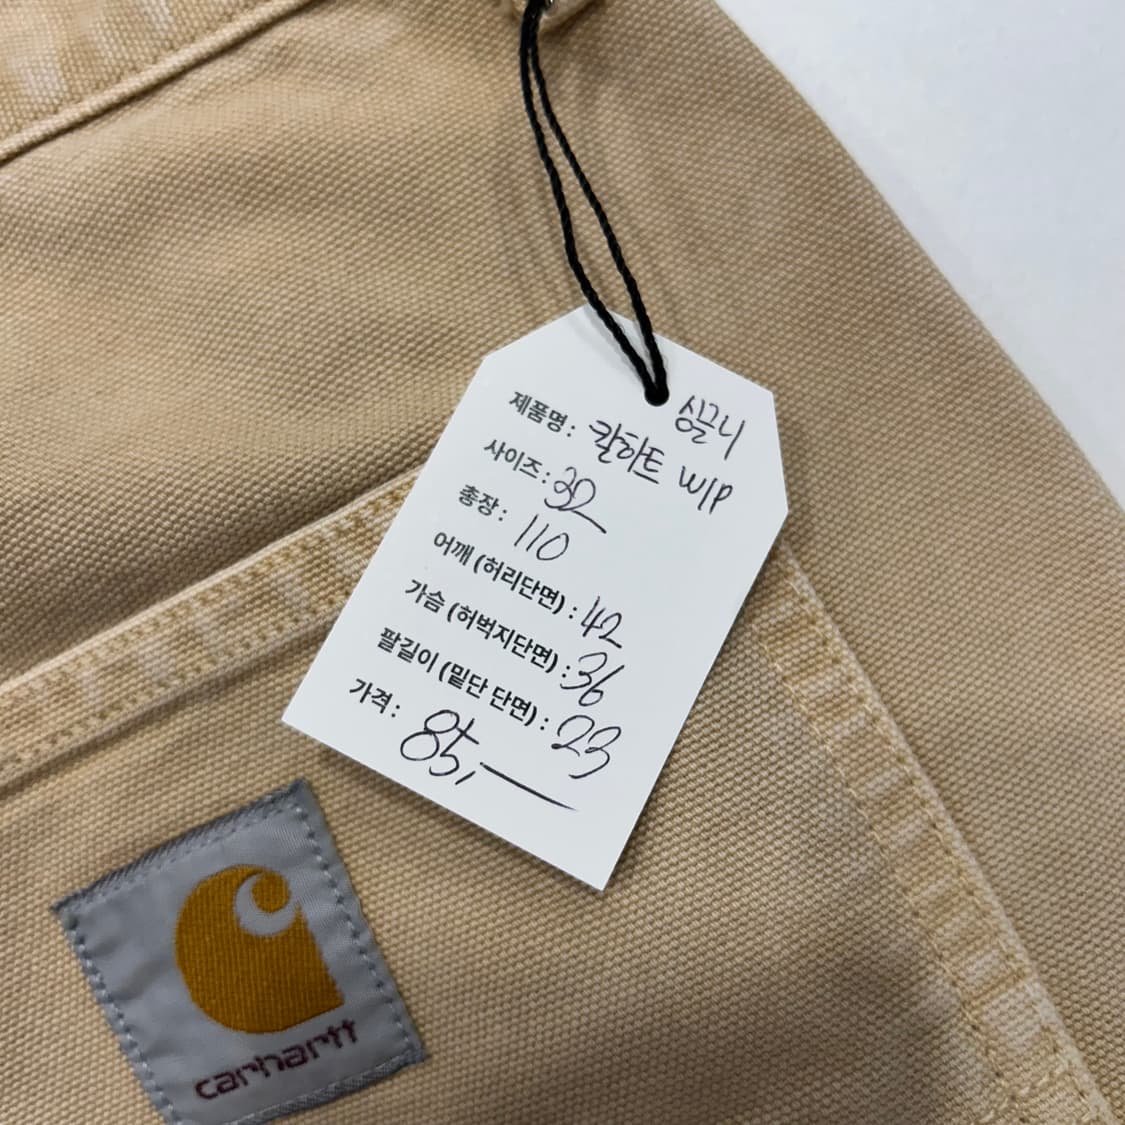 싱글니
제품명: 칼하트 WIP
사이즈: 32
총장: 110
어깨 (허리단면) : 42
가슴 (허벅지단면) : 36
팔길이 (밑단 단면) : 23
가격: 85,—
carhartt